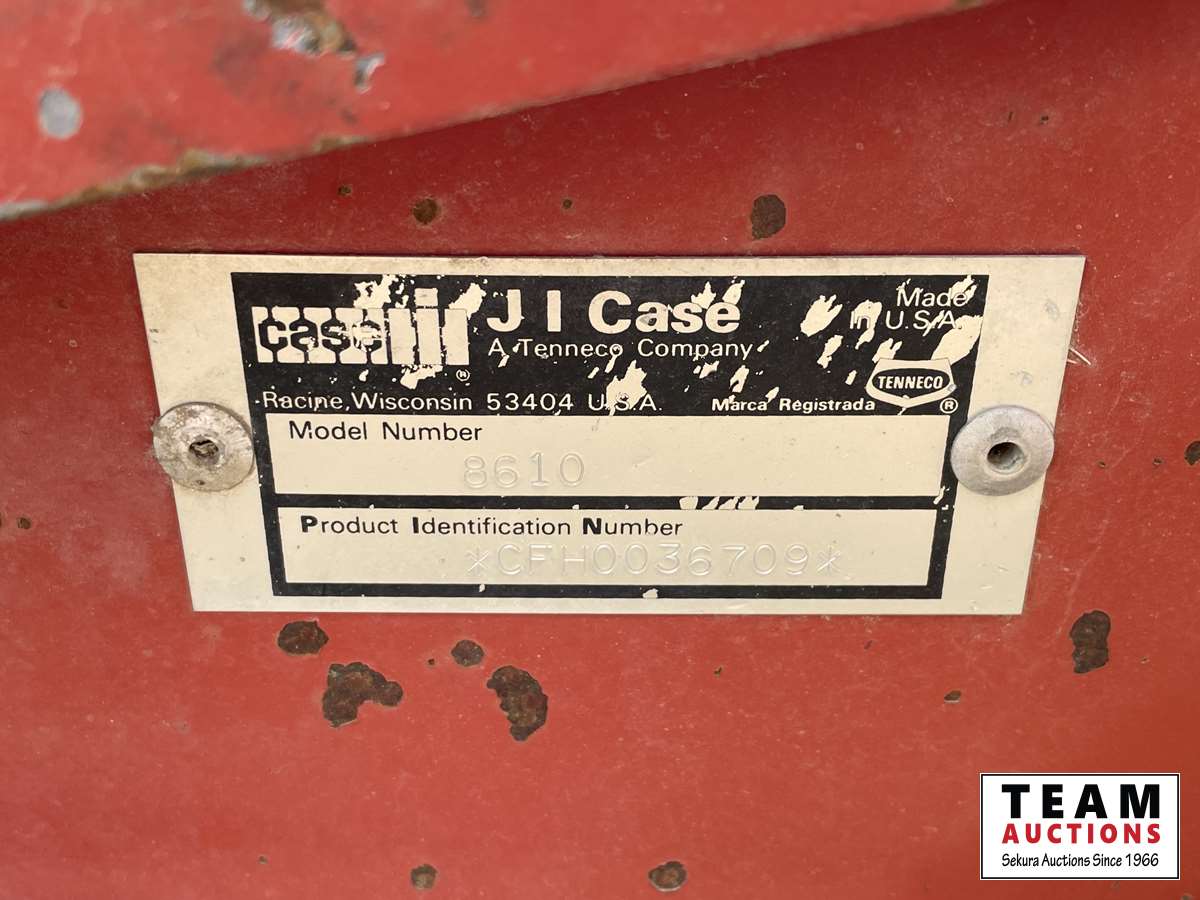 case
J I Case
Made
In U.S.A.
A Tenneco Company
TENNECO
Racine, Wisconsin 53404 U.S.A.
Marca Registrada
®
®
Model Number
8610
Product Identification Number
*CFH0036709*
TEAM
AUCTIONS
Sekura Auctions Since 1966